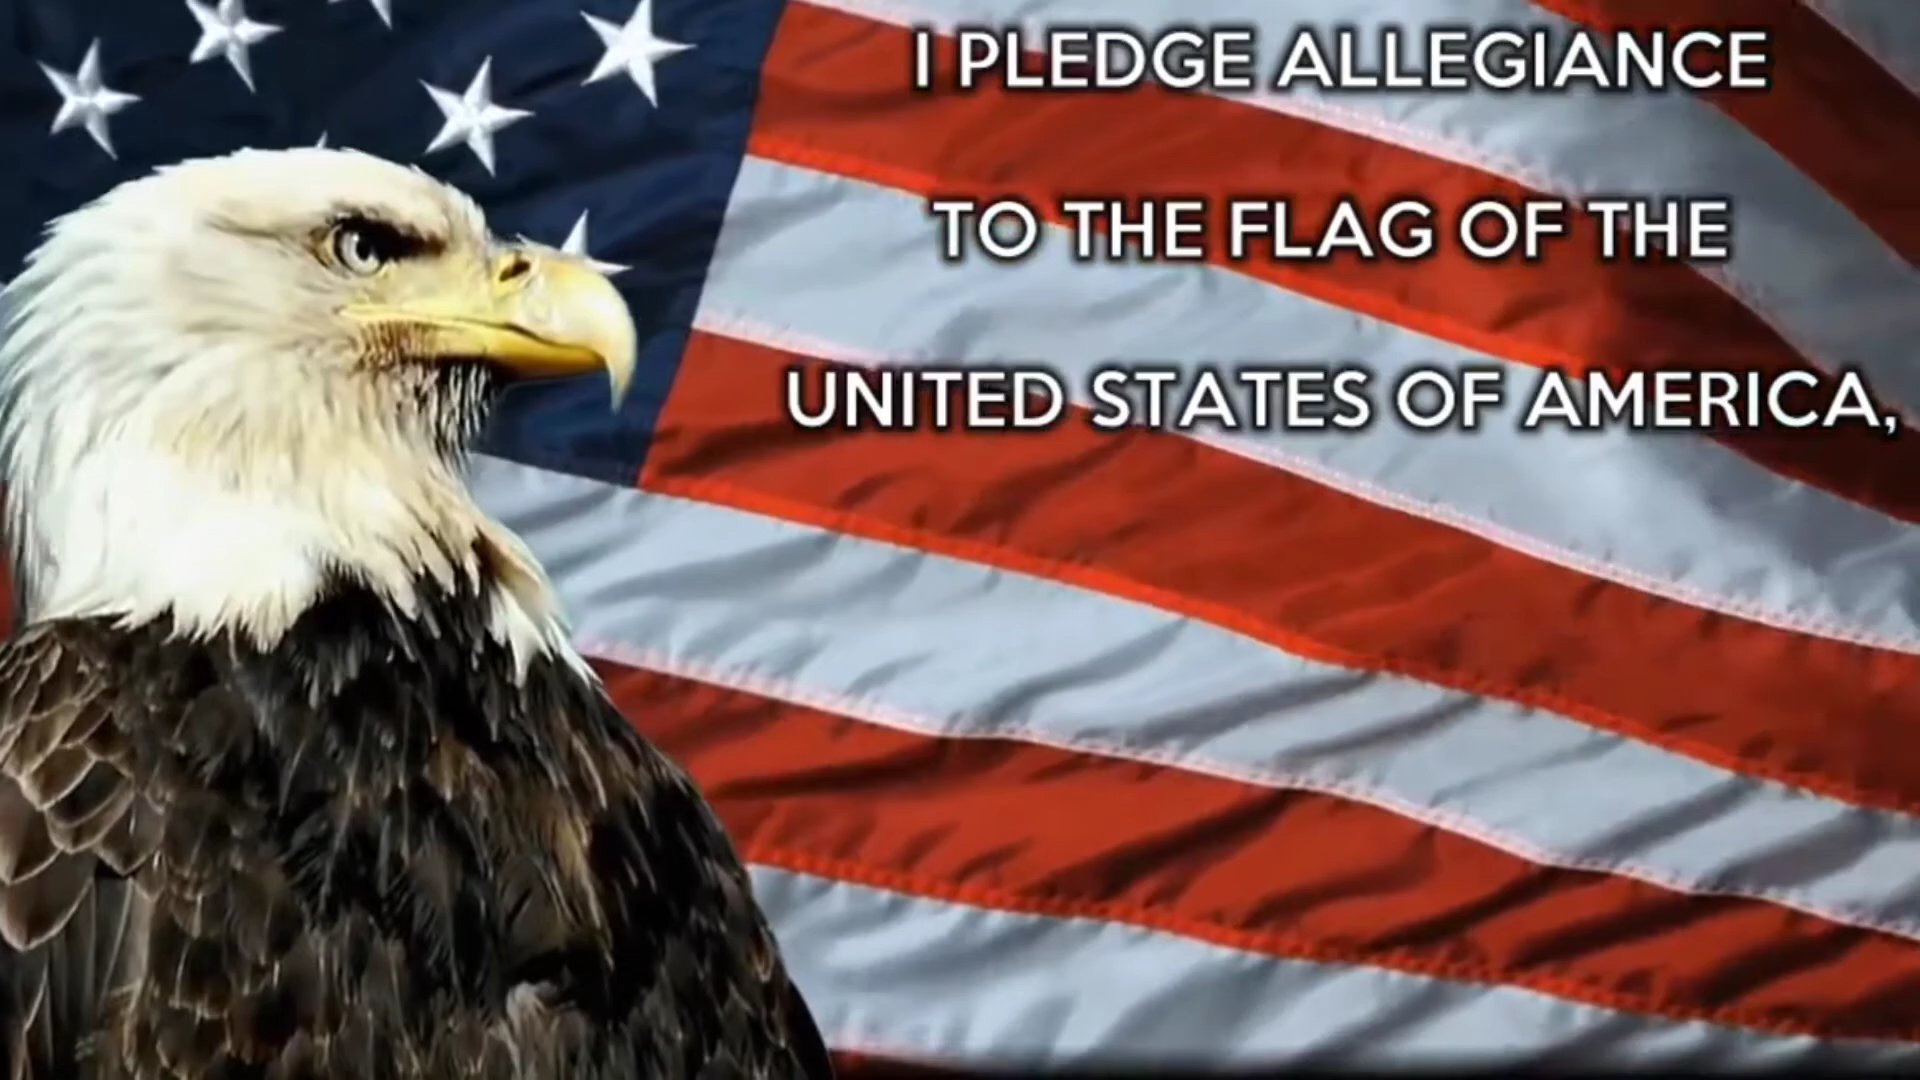 I PLEDGE ALLEGIANCE
TO THE FLAG OF THE
UNITED STATES OF AMERICA,